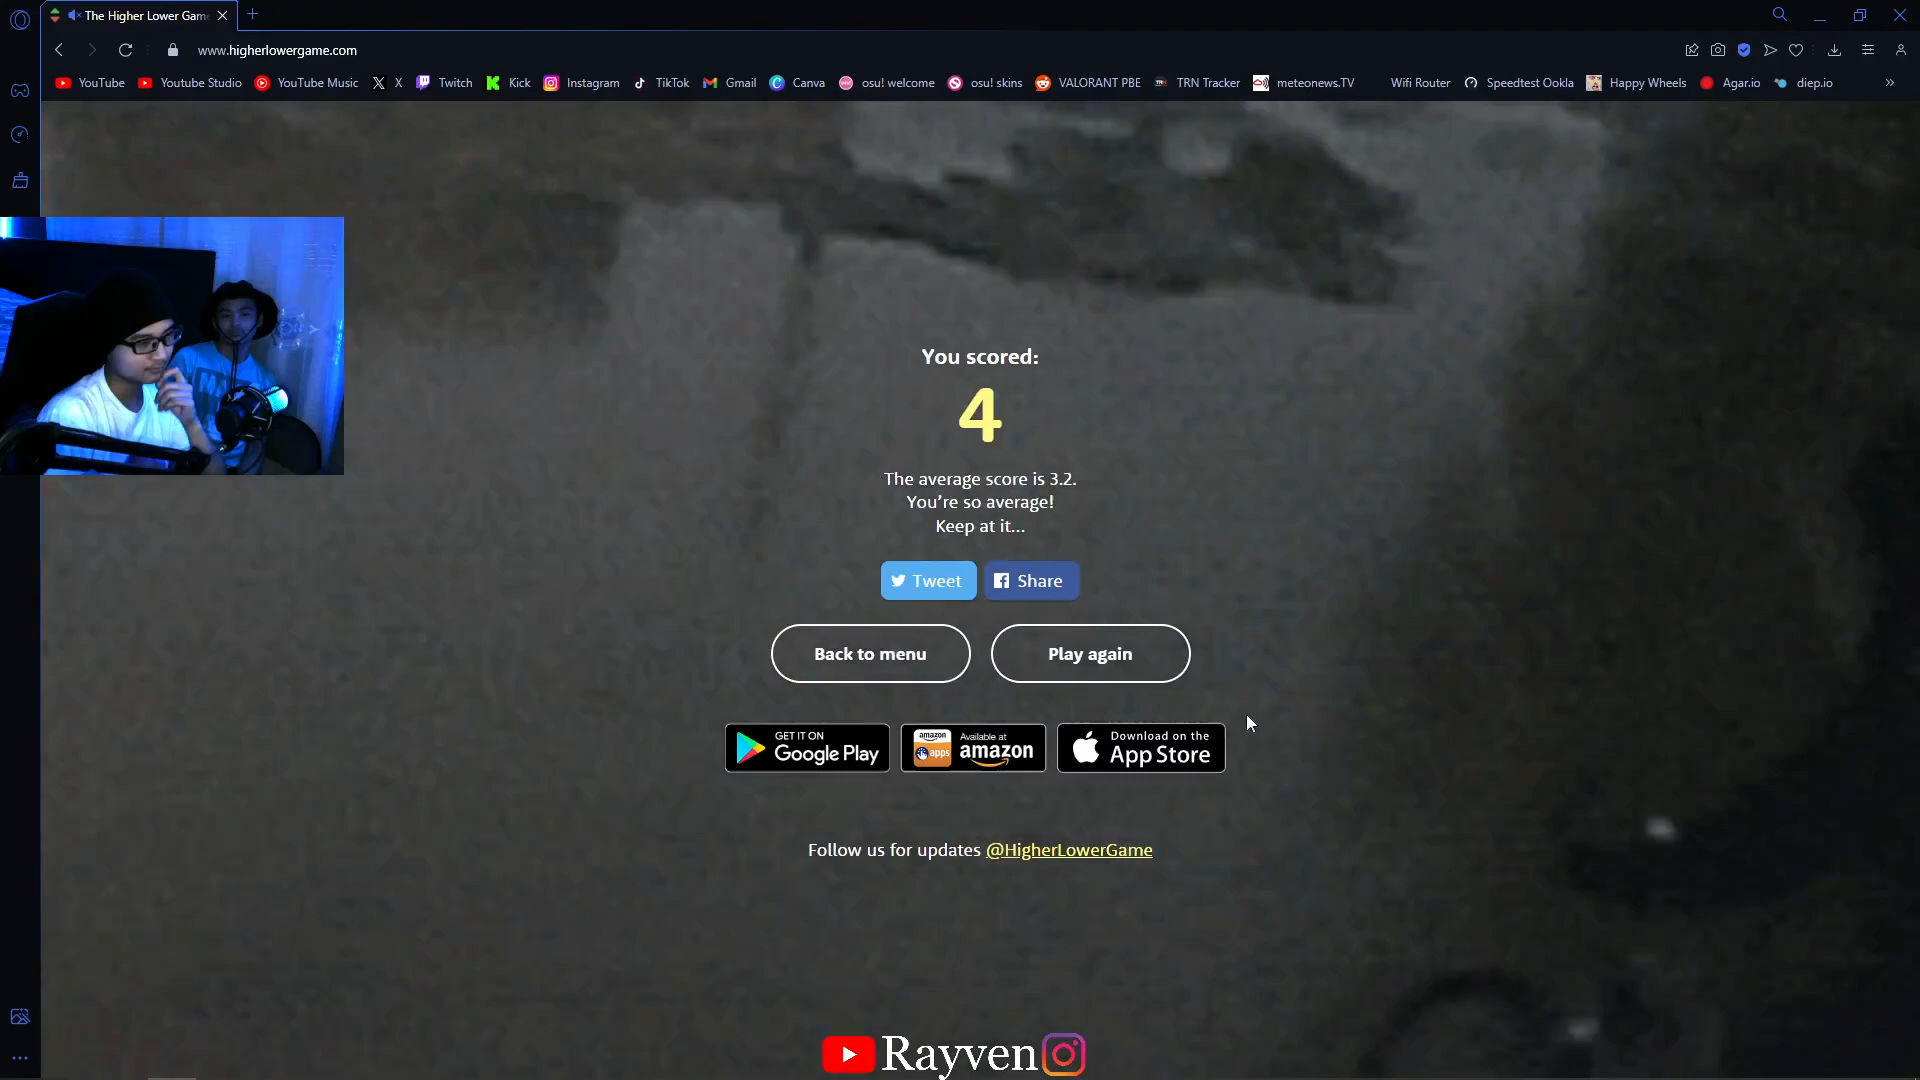 The Higher Lower Gam
www.higherlowergame.com
YouTube
Youtube Studio
YouTube Music
X
Twitch
Kick
Instagram
TikTok
Gmail
Canva
osu! welcome
osu! skins
VALORANT PBE
TRN Tracker
meteonews.TV
Wifi Router
Speedtest Ookla
Happy Wheels
Agar.io
diep.io
You scored:
4
The average score is 3.2.
You're so average!
Keep at it...
Tweet
Share
Back to menu
Play again
GET IT ON
Google Play
amazon
apps
Available at
amazon
Download on the
App Store
Follow us for updates @HigherLowerGame
Rayven